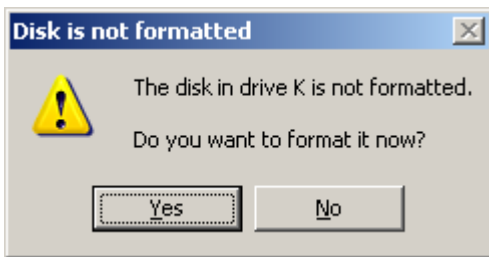 Disk is not formatted
The disk in drive K is not formatted.
Do you want to format it now?
Yes No